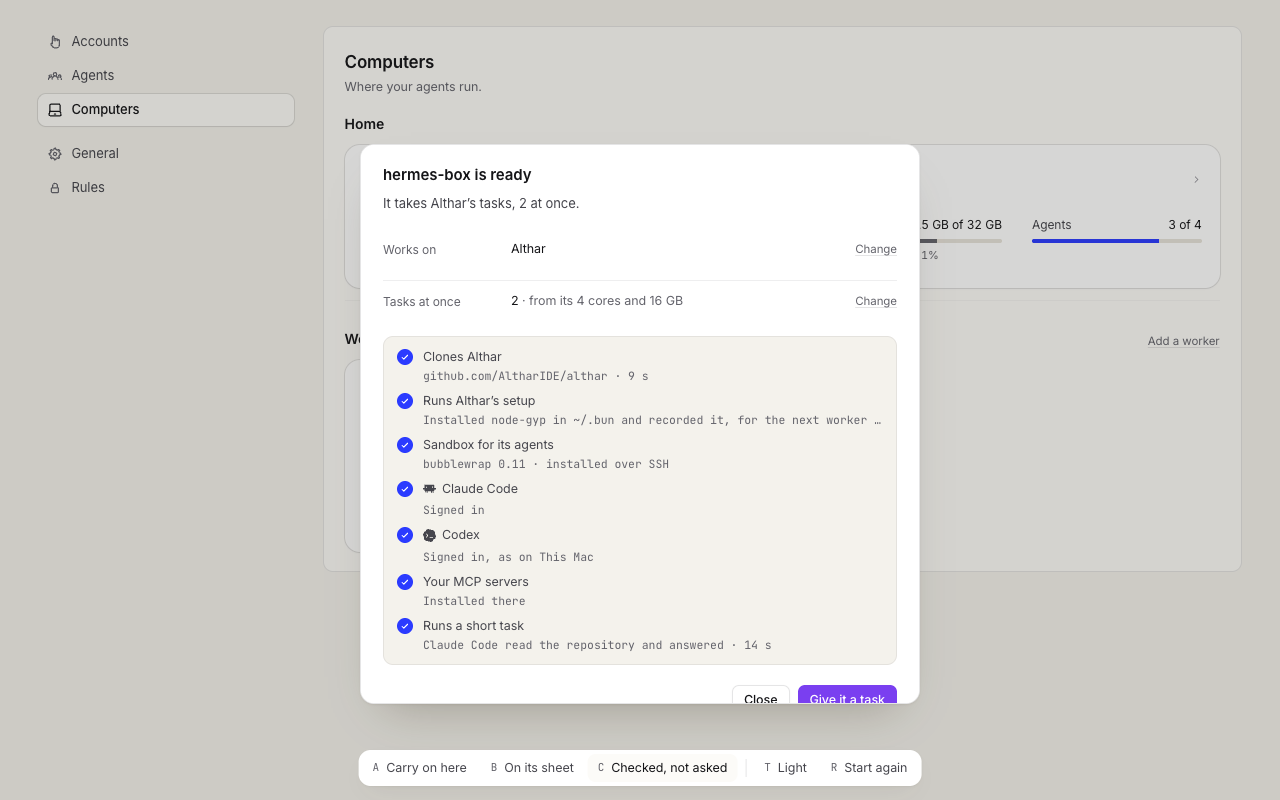 Accounts
Agents
Computers
General
Rules
Computers
Where your agents run.
Home
5 GB of 32 GB
1%
Agents
3 of 4
Add a worker
hermes-box is ready
It takes Althar’s tasks, 2 at once.
Works on
Althar
Change
Tasks at once
2 · from its 4 cores and 16 GB
Change
Clones Althar
github.com/AltharIDE/althar · 9 s
Runs Althar’s setup
Installed node-gyp in ~/.bun and recorded it, for the next worker …
Sandbox for its agents
bubblewrap 0.11 · installed over SSH
Claude Code
Signed in
Codex
Signed in, as on This Mac
Your MCP servers
Installed there
Runs a short task
Claude Code read the repository and answered · 14 s
Close
Give it a task
A Carry on here
B On its sheet
C Checked, not asked
T Light
R Start again